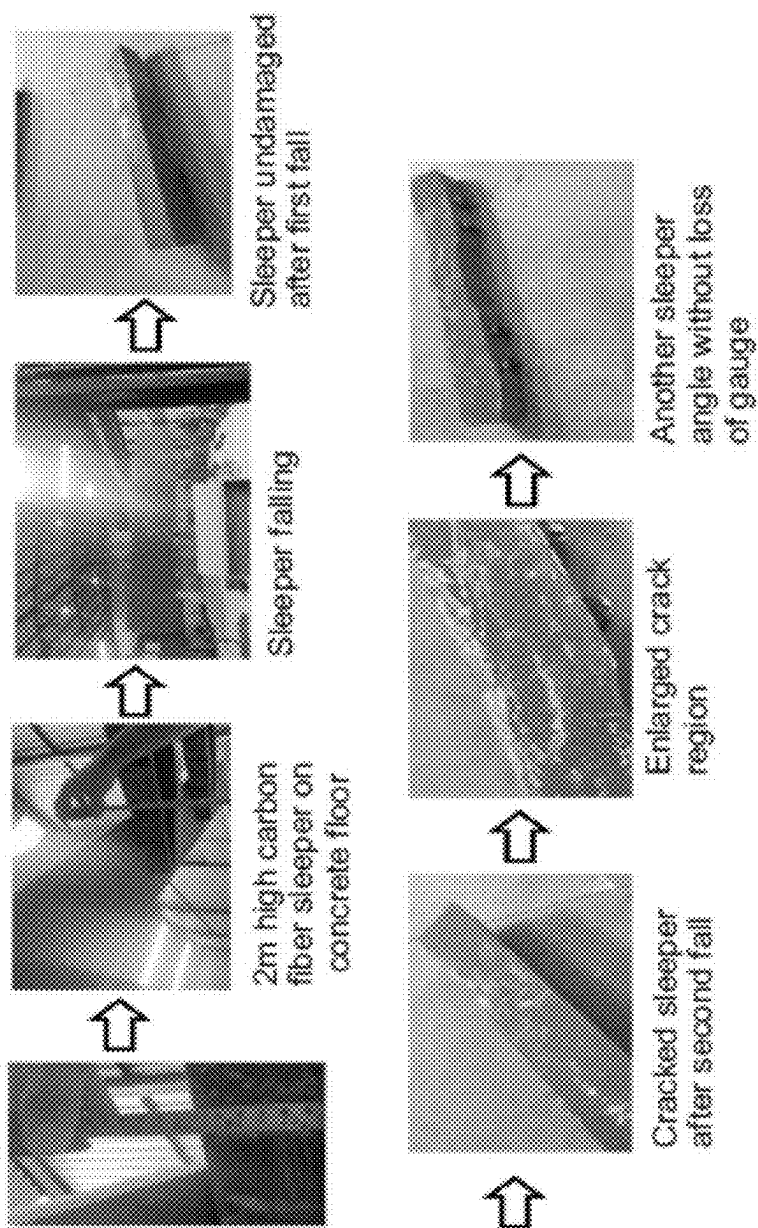 2m high carbon
fiber sleeper on
concrete floor
Sleeper falling
Sleeper undamaged
after first fall
Cracked sleeper
after second fall
Enlarged crack
region
Another sleeper
angle without loss
of gauge